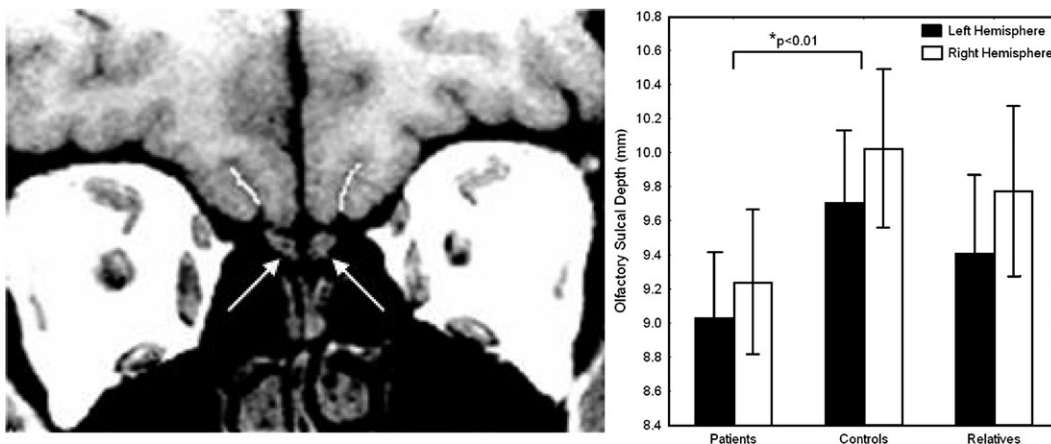 10.8
10.6
10.4
10.2
10.0
9.8
9.6
9.4
9.2
9.0
8.8
8.6
8.4
Olfactory Sulcal Depth (mm)
*p<0.01
Left Hemisphere
Right Hemisphere
Patients
Controls
Relatives